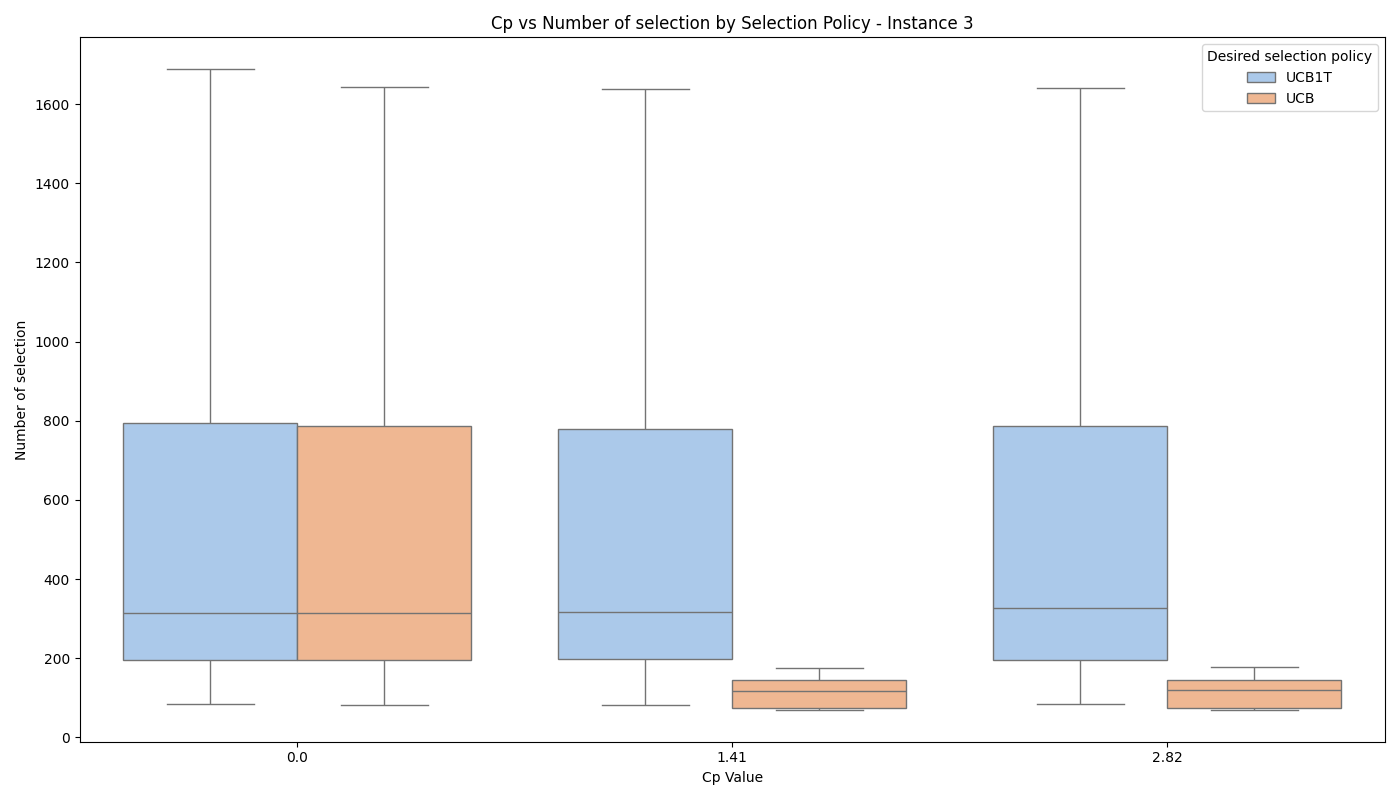 Cp vs Number of selection by Selection Policy - Instance 3
Desired selection policy
UCB1T
UCB
Number of selection
1600
1400
1200
1000
800
600
400
200
0
0.0
1.41
2.82
Cp Value